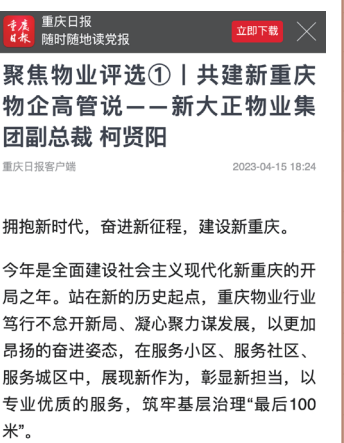 重庆日报
重庆日报
随时随地读党报
立即下载
聚焦物业评选①丨共建新重庆
物企高管说——新大正物业集
团副总裁 柯贤阳
重庆日报客户端
2023-04-15 18:24
拥抱新时代，奋进新征程，建设新重庆。
今年是全面建设社会主义现代化新重庆的开
局之年。站在新的历史起点，重庆物业行业
笃行不怠开新局、凝心聚力谋发展，以更加
昂扬的奋进姿态，在服务小区、服务社区、
服务城区中，展现新作为，彰显新担当，以
专业优质的服务，筑牢基层治理“最后100
米”。